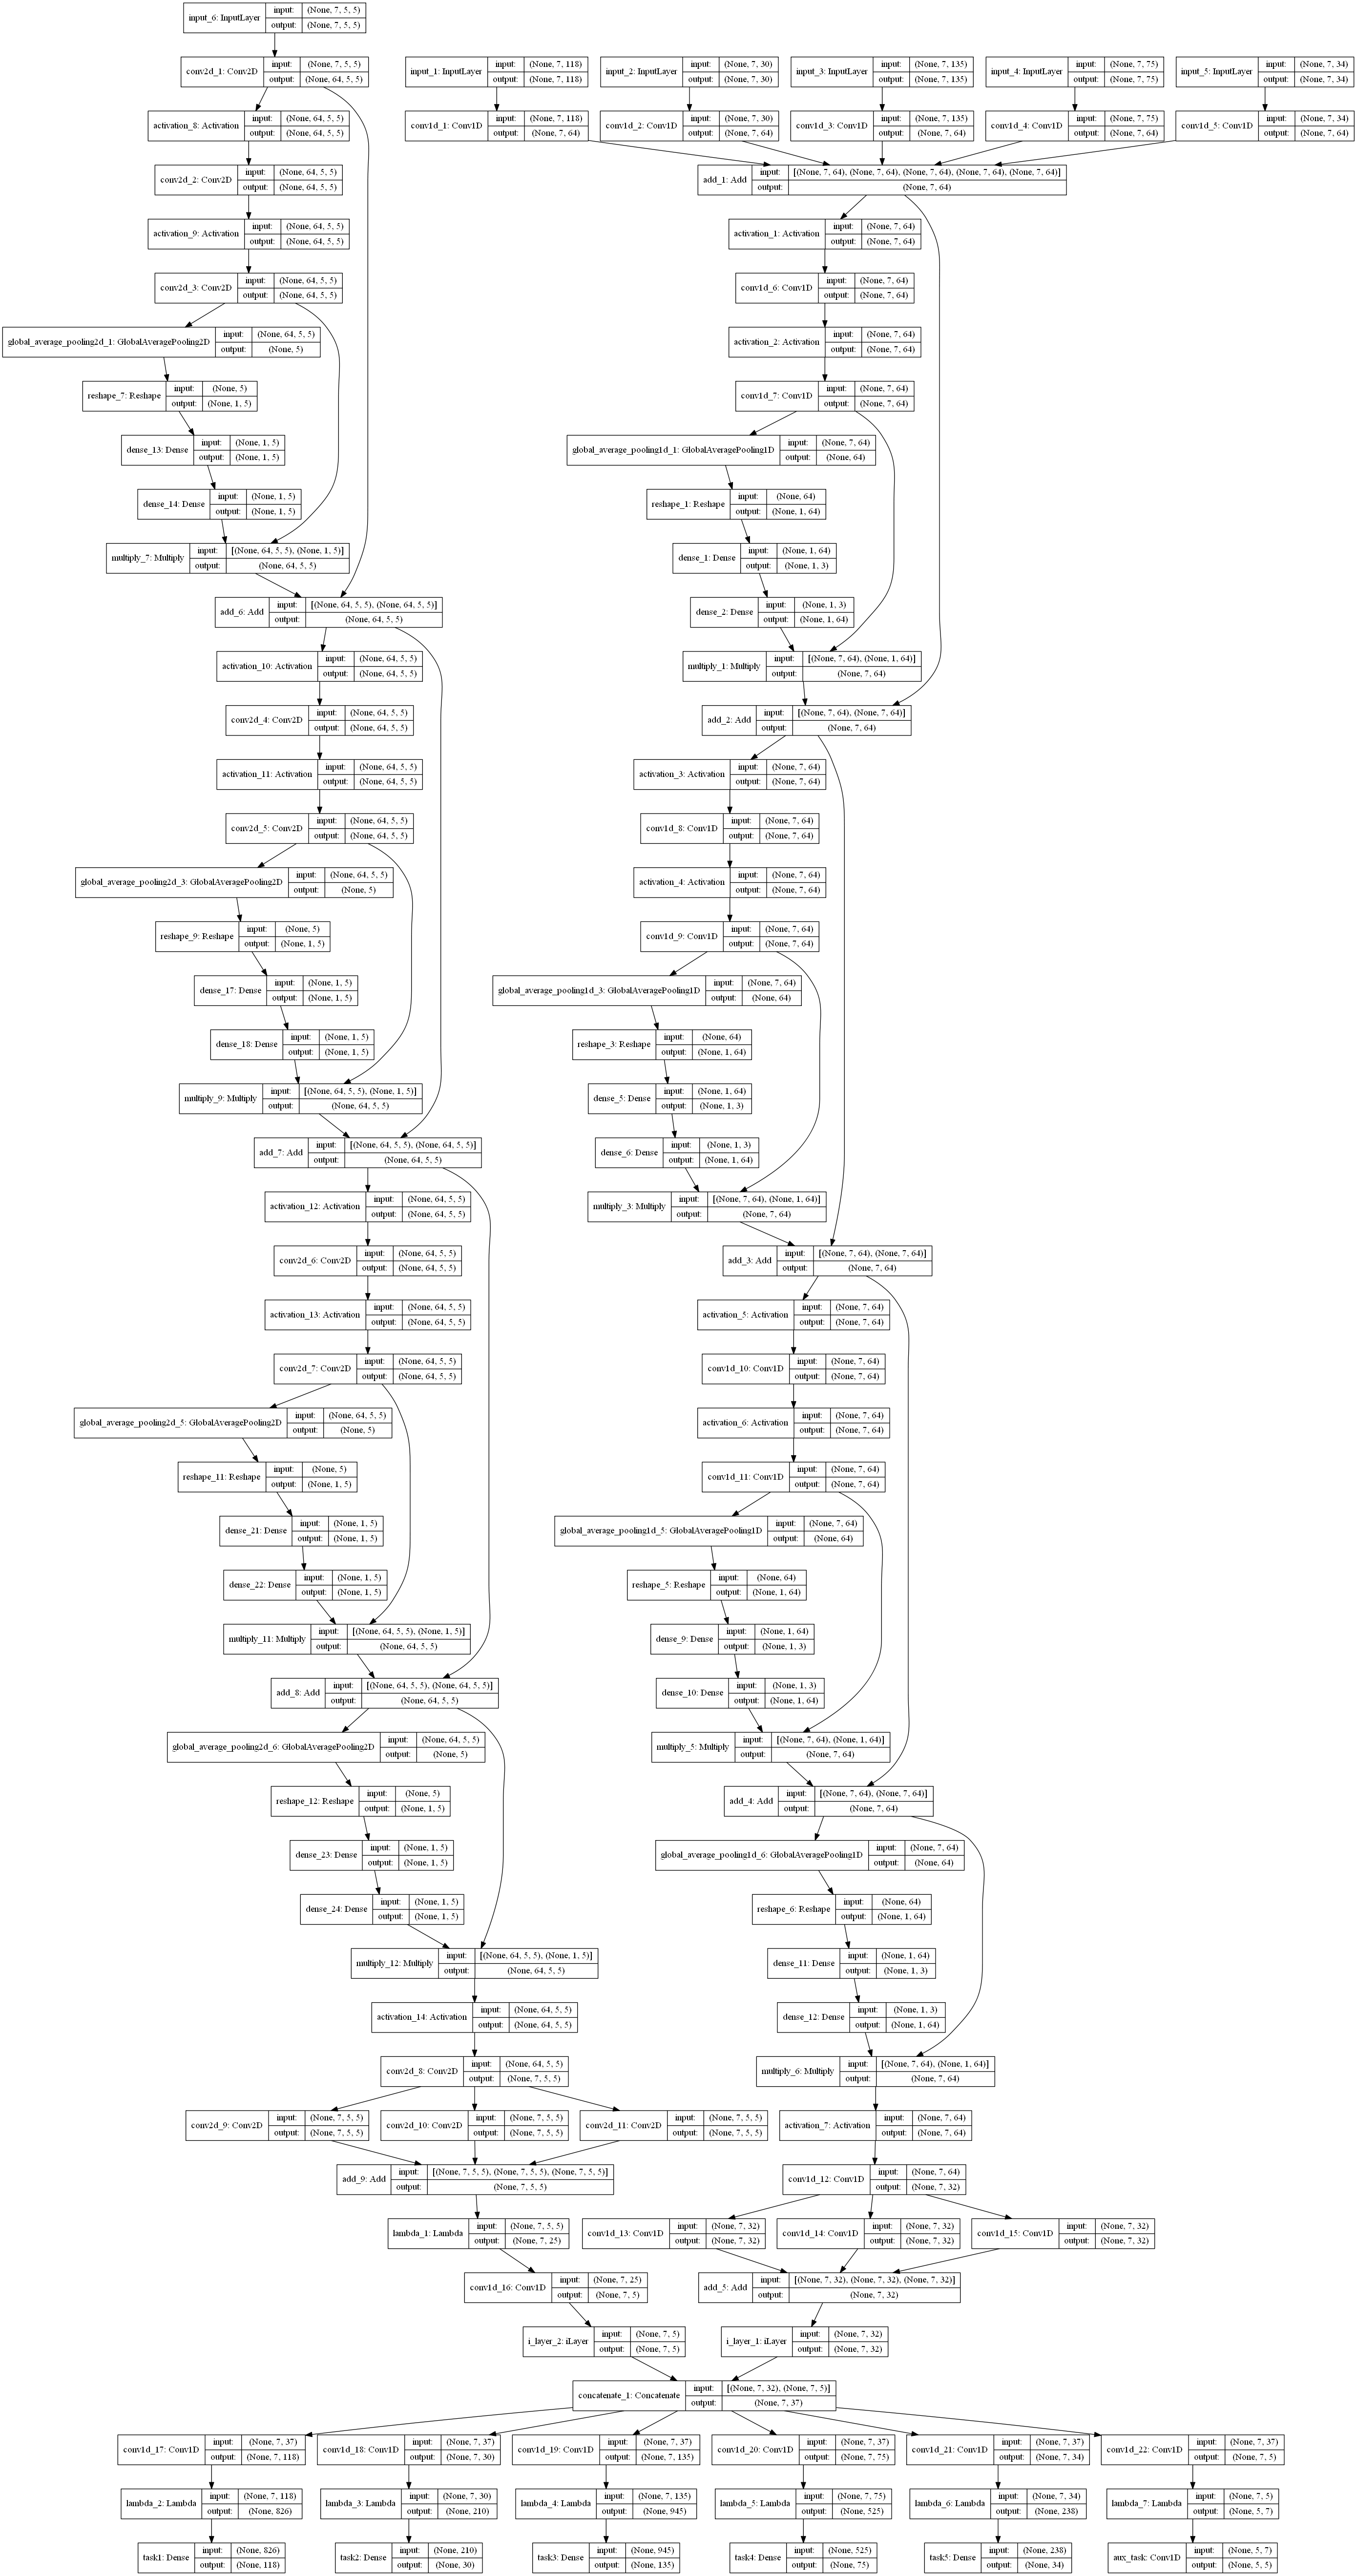 input_6: InputLayer input: (None, 7, 5, 5)
output: (None, 7, 5, 5)
conv2d_1: Conv2D input: (None, 7, 5, 5)
output: (None, 64, 5, 5)
activation_8: Activation input: (None, 64, 5, 5)
output: (None, 64, 5, 5)
conv2d_2: Conv2D input: (None, 64, 5, 5)
output: (None, 64, 5, 5)
activation_9: Activation input: (None, 64, 5, 5)
output: (None, 64, 5, 5)
conv2d_3: Conv2D input: (None, 64, 5, 5)
output: (None, 64, 5, 5)
global_average_pooling2d_1: GlobalAveragePooling2D input: (None, 64, 5, 5)
output: (None, 5)
reshape_7: Reshape input: (None, 5)
output: (None, 1, 5)
dense_13: Dense input: (None, 1, 5)
output: (None, 1, 5)
dense_14: Dense input: (None, 1, 5)
output: (None, 1, 5)
multiply_7: Multiply input: [(None, 64, 5, 5), (None, 1, 5)]
output: (None, 64, 5, 5)
add_6: Add input: [(None, 64, 5, 5), (None, 64, 5, 5)]
output: (None, 64, 5, 5)
activation_10: Activation input: (None, 64, 5, 5)
output: (None, 64, 5, 5)
conv2d_4: Conv2D input: (None, 64, 5, 5)
output: (None, 64, 5, 5)
activation_11: Activation input: (None, 64, 5, 5)
output: (None, 64, 5, 5)
conv2d_5: Conv2D input: (None, 64, 5, 5)
output: (None, 64, 5, 5)
global_average_pooling2d_3: GlobalAveragePooling2D input: (None, 64, 5, 5)
output: (None, 5)
reshape_9: Reshape input: (None, 5)
output: (None, 1, 5)
dense_17: Dense input: (None, 1, 5)
output: (None, 1, 5)
dense_18: Dense input: (None, 1, 5)
output: (None, 1, 5)
multiply_9: Multiply input: [(None, 64, 5, 5), (None, 1, 5)]
output: (None, 64, 5, 5)
add_7: Add input: [(None, 64, 5, 5), (None, 64, 5, 5)]
output: (None, 64, 5, 5)
activation_12: Activation input: (None, 64, 5, 5)
output: (None, 64, 5, 5)
conv2d_6: Conv2D input: (None, 64, 5, 5)
output: (None, 64, 5, 5)
activation_13: Activation input: (None, 64, 5, 5)
output: (None, 64, 5, 5)
conv2d_7: Conv2D input: (None, 64, 5, 5)
output: (None, 64, 5, 5)
global_average_pooling2d_5: GlobalAveragePooling2D input: (None, 64, 5, 5)
output: (None, 5)
reshape_11: Reshape input: (None, 5)
output: (None, 1, 5)
dense_21: Dense input: (None, 1, 5)
output: (None, 1, 5)
dense_22: Dense input: (None, 1, 5)
output: (None, 1, 5)
multiply_11: Multiply input: [(None, 64, 5, 5), (None, 1, 5)]
output: (None, 64, 5, 5)
add_8: Add input: [(None, 64, 5, 5), (None, 64, 5, 5)]
output: (None, 64, 5, 5)
global_average_pooling2d_6: GlobalAveragePooling2D input: (None, 64, 5, 5)
output: (None, 5)
reshape_12: Reshape input: (None, 5)
output: (None, 1, 5)
dense_23: Dense input: (None, 1, 5)
output: (None, 1, 5)
dense_24: Dense input: (None, 1, 5)
output: (None, 1, 5)
multiply_12: Multiply input: [(None, 64, 5, 5), (None, 1, 5)]
output: (None, 64, 5, 5)
activation_14: Activation input: (None, 64, 5, 5)
output: (None, 64, 5, 5)
conv2d_8: Conv2D input: (None, 64, 5, 5)
output: (None, 7, 5, 5)
conv2d_9: Conv2D input: (None, 7, 5, 5)
output: (None, 7, 5, 5)
conv2d_10: Conv2D input: (None, 7, 5, 5)
output: (None, 7, 5, 5)
conv2d_11: Conv2D input: (None, 7, 5, 5)
output: (None, 7, 5, 5)
add_9: Add input: [(None, 7, 5, 5), (None, 7, 5, 5), (None, 7, 5, 5)]
output: (None, 7, 5, 5)
lambda_1: Lambda input: (None, 7, 5, 5)
output: (None, 7, 25)
conv1d_16: Conv1D input: (None, 7, 25)
output: (None, 7, 5)
i_layer_2: iLayer input: (None, 7, 5)
output: (None, 7, 5)
input_1: InputLayer input: (None, 7, 118)
output: (None, 7, 118)
input_2: InputLayer input: (None, 7, 30)
output: (None, 7, 30)
input_3: InputLayer input: (None, 7, 135)
output: (None, 7, 135)
input_4: InputLayer input: (None, 7, 75)
output: (None, 7, 75)
input_5: InputLayer input: (None, 7, 34)
output: (None, 7, 34)
conv1d_1: Conv1D input: (None, 7, 118)
output: (None, 7, 64)
conv1d_2: Conv1D input: (None, 7, 30)
output: (None, 7, 64)
conv1d_3: Conv1D input: (None, 7, 135)
output: (None, 7, 64)
conv1d_4: Conv1D input: (None, 7, 75)
output: (None, 7, 64)
conv1d_5: Conv1D input: (None, 7, 34)
output: (None, 7, 64)
add_1: Add input: [(None, 7, 64), (None, 7, 64), (None, 7, 64), (None, 7, 64), (None, 7, 64)]
output: (None, 7, 64)
activation_1: Activation input: (None, 7, 64)
output: (None, 7, 64)
conv1d_6: Conv1D input: (None, 7, 64)
output: (None, 7, 64)
activation_2: Activation input: (None, 7, 64)
output: (None, 7, 64)
conv1d_7: Conv1D input: (None, 7, 64)
output: (None, 7, 64)
global_average_pooling1d_1: GlobalAveragePooling1D input: (None, 7, 64)
output: (None, 64)
reshape_1: Reshape input: (None, 64)
output: (None, 1, 64)
dense_1: Dense input: (None, 1, 64)
output: (None, 1, 3)
dense_2: Dense input: (None, 1, 3)
output: (None, 1, 64)
multiply_1: Multiply input: [(None, 7, 64), (None, 1, 64)]
output: (None, 7, 64)
add_2: Add input: [(None, 7, 64), (None, 7, 64)]
output: (None, 7, 64)
activation_3: Activation input: (None, 7, 64)
output: (None, 7, 64)
conv1d_8: Conv1D input: (None, 7, 64)
output: (None, 7, 64)
activation_4: Activation input: (None, 7, 64)
output: (None, 7, 64)
conv1d_9: Conv1D input: (None, 7, 64)
output: (None, 7, 64)
global_average_pooling1d_3: GlobalAveragePooling1D input: (None, 7, 64)
output: (None, 64)
reshape_3: Reshape input: (None, 64)
output: (None, 1, 64)
dense_5: Dense input: (None, 1, 64)
output: (None, 1, 3)
dense_6: Dense input: (None, 1, 3)
output: (None, 1, 64)
multiply_3: Multiply input: [(None, 7, 64), (None, 1, 64)]
output: (None, 7, 64)
add_3: Add input: [(None, 7, 64), (None, 7, 64)]
output: (None, 7, 64)
activation_5: Activation input: (None, 7, 64)
output: (None, 7, 64)
conv1d_10: Conv1D input: (None, 7, 64)
output: (None, 7, 64)
activation_6: Activation input: (None, 7, 64)
output: (None, 7, 64)
conv1d_11: Conv1D input: (None, 7, 64)
output: (None, 7, 64)
global_average_pooling1d_5: GlobalAveragePooling1D input: (None, 7, 64)
output: (None, 64)
reshape_5: Reshape input: (None, 64)
output: (None, 1, 64)
dense_9: Dense input: (None, 1, 64)
output: (None, 1, 3)
dense_10: Dense input: (None, 1, 3)
output: (None, 1, 64)
multiply_5: Multiply input: [(None, 7, 64), (None, 1, 64)]
output: (None, 7, 64)
add_4: Add input: [(None, 7, 64), (None, 7, 64)]
output: (None, 7, 64)
global_average_pooling1d_6: GlobalAveragePooling1D input: (None, 7, 64)
output: (None, 64)
reshape_6: Reshape input: (None, 64)
output: (None, 1, 64)
dense_11: Dense input: (None, 1, 64)
output: (None, 1, 3)
dense_12: Dense input: (None, 1, 3)
output: (None, 1, 64)
multiply_6: Multiply input: [(None, 7, 64), (None, 1, 64)]
output: (None, 7, 64)
activation_7: Activation input: (None, 7, 64)
output: (None, 7, 64)
conv1d_12: Conv1D input: (None, 7, 64)
output: (None, 7, 32)
conv1d_13: Conv1D input: (None, 7, 32)
output: (None, 7, 32)
conv1d_14: Conv1D input: (None, 7, 32)
output: (None, 7, 32)
conv1d_15: Conv1D input: (None, 7, 32)
output: (None, 7, 32)
add_5: Add input: [(None, 7, 32), (None, 7, 32), (None, 7, 32)]
output: (None, 7, 32)
i_layer_1: iLayer input: (None, 7, 32)
output: (None, 7, 32)
concatenate_1: Concatenate input: [(None, 7, 32), (None, 7, 5)]
output: (None, 7, 37)
conv1d_17: Conv1D input: (None, 7, 37)
output: (None, 7, 118)
conv1d_18: Conv1D input: (None, 7, 37)
output: (None, 7, 30)
conv1d_19: Conv1D input: (None, 7, 37)
output: (None, 7, 135)
conv1d_20: Conv1D input: (None, 7, 37)
output: (None, 7, 75)
conv1d_21: Conv1D input: (None, 7, 37)
output: (None, 7, 34)
conv1d_22: Conv1D input: (None, 7, 37)
output: (None, 7, 5)
lambda_2: Lambda input: (None, 7, 118)
output: (None, 826)
lambda_3: Lambda input: (None, 7, 30)
output: (None, 210)
lambda_4: Lambda input: (None, 7, 135)
output: (None, 945)
lambda_5: Lambda input: (None, 7, 75)
output: (None, 525)
lambda_6: Lambda input: (None, 7, 34)
output: (None, 238)
lambda_7: Lambda input: (None, 7, 5)
output: (None, 5, 7)
task1: Dense input: (None, 826)
output: (None, 118)
task2: Dense input: (None, 210)
output: (None, 30)
task3: Dense input: (None, 945)
output: (None, 135)
task4: Dense input: (None, 525)
output: (None, 75)
task5: Dense input: (None, 238)
output: (None, 34)
aux_task: Conv1D input: (None, 5, 7)
output: (None, 5, 5)